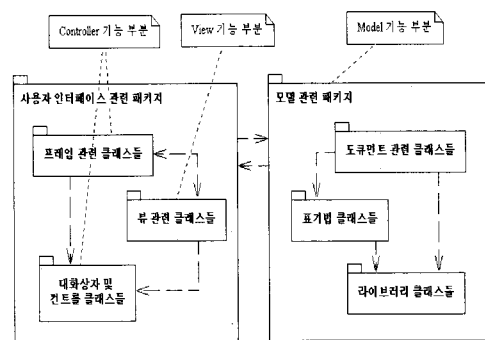 Controller 기능 부분
View 기능 부분
Model 기능 부분
사용자 인터페이스 관련 패키지
모델 관련 패키지
프레임 관련 클래스들
도큐먼트 관련 클래스들
뷰 관련 클래스들
표기법 클래스들
대화상자 및
컨트롤 클래스들
라이브러리 클래스들